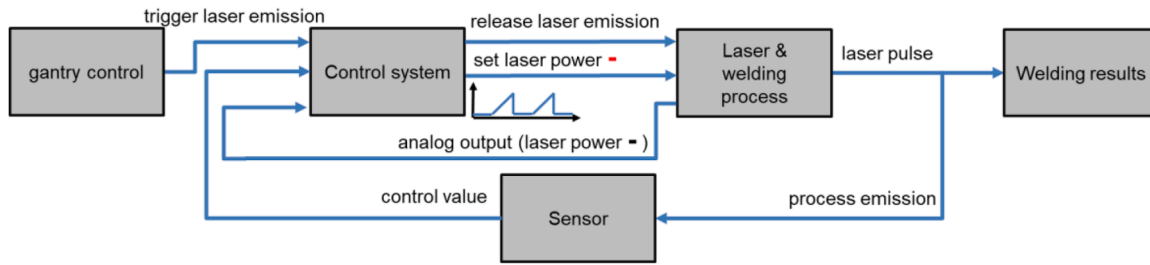 trigger laser emission
release laser emission
gantry control
Control system
set laser power -
Laser &
welding
process
laser pulse
Welding results
analog output (laser power - )
control value
Sensor
process emission